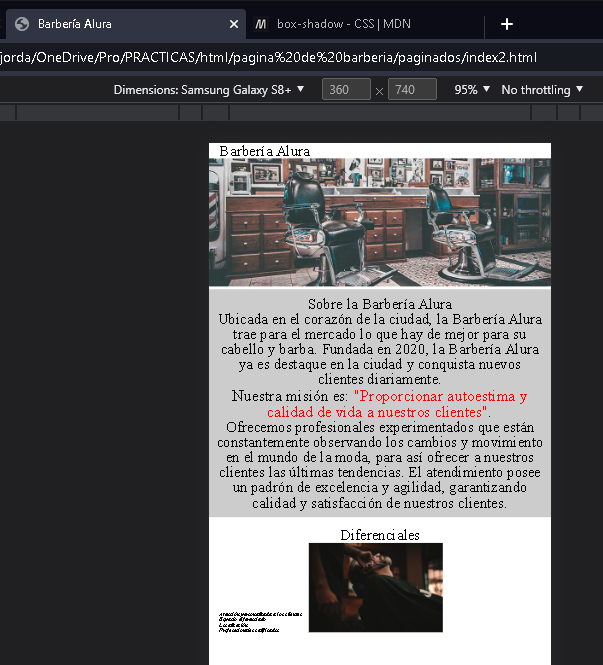 Barbería Alura
box-shadow - CSS | MDN
jorda/OneDrive/Pro/PRACTICAS/html/pagina%20de%20barberia/paginados/index2.html
Dimensions: Samsung Galaxy S8+ 360 × 740 95% No throttling
Barbería Alura
Sobre la Barbería Alura
Ubicada en el corazón de la ciudad, la Barbería Alura
trae para el mercado lo que hay de mejor para su
cabello y barba. Fundada en 2020, la Barbería Alura
ya es destaque en la ciudad y conquista nuevos
clientes diariamente.
Nuestra misión es: "Proporcionar autoestima y
calidad de vida a nuestros clientes".
Ofrecemos profesionales experimentados que están
constantemente observando los cambios y movimiento
en el mundo de la moda, para así ofrecer a nuestros
clientes las últimas tendencias. El atendimiento posee
un padrón de excelencia y agilidad, garantizando
calidad y satisfacción de nuestros clientes.
Diferenciales